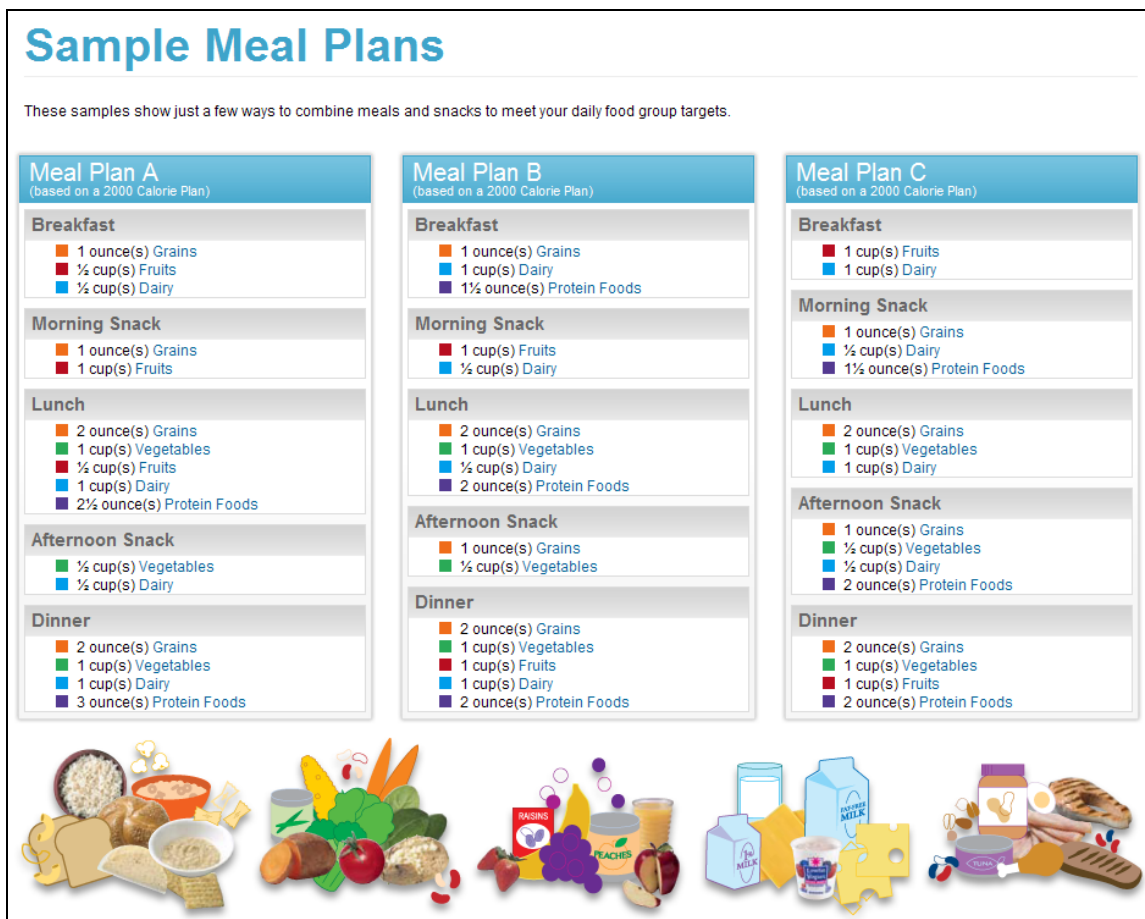 Sample Meal Plans
These samples show just a few ways to combine meals and snacks to meet your daily food group targets.
Meal Plan A
(based on a 2000 Calorie Plan)
Breakfast
1 ounce(s) Grains
½ cup(s) Fruits
½ cup(s) Dairy
Morning Snack
1 ounce(s) Grains
1 cup(s) Fruits
Lunch
2 ounce(s) Grains
1 cup(s) Vegetables
½ cup(s) Fruits
1 cup(s) Dairy
2½ ounce(s) Protein Foods
Afternoon Snack
½ cup(s) Vegetables
½ cup(s) Dairy
Dinner
2 ounce(s) Grains
1 cup(s) Vegetables
1 cup(s) Dairy
3 ounce(s) Protein Foods
Meal Plan B
(based on a 2000 Calorie Plan)
Breakfast
1 ounce(s) Grains
1 cup(s) Dairy
1½ ounce(s) Protein Foods
Morning Snack
1 cup(s) Fruits
½ cup(s) Dairy
Lunch
2 ounce(s) Grains
1 cup(s) Vegetables
½ cup(s) Dairy
2 ounce(s) Protein Foods
Afternoon Snack
1 ounce(s) Grains
½ cup(s) Vegetables
Dinner
2 ounce(s) Grains
1 cup(s) Vegetables
1 cup(s) Fruits
1 cup(s) Dairy
2 ounce(s) Protein Foods
Meal Plan C
(based on a 2000 Calorie Plan)
Breakfast
1 cup(s) Fruits
1 cup(s) Dairy
Morning Snack
1 ounce(s) Grains
½ cup(s) Dairy
1½ ounce(s) Protein Foods
Lunch
2 ounce(s) Grains
1 cup(s) Vegetables
1 cup(s) Dairy
Afternoon Snack
1 ounce(s) Grains
½ cup(s) Vegetables
½ cup(s) Dairy
2 ounce(s) Protein Foods
Dinner
2 ounce(s) Grains
1 cup(s) Vegetables
1 cup(s) Fruits
2 ounce(s) Protein Foods
RAISINS
PEACHES
FAT-FREE
MILK
MILK
TUNA